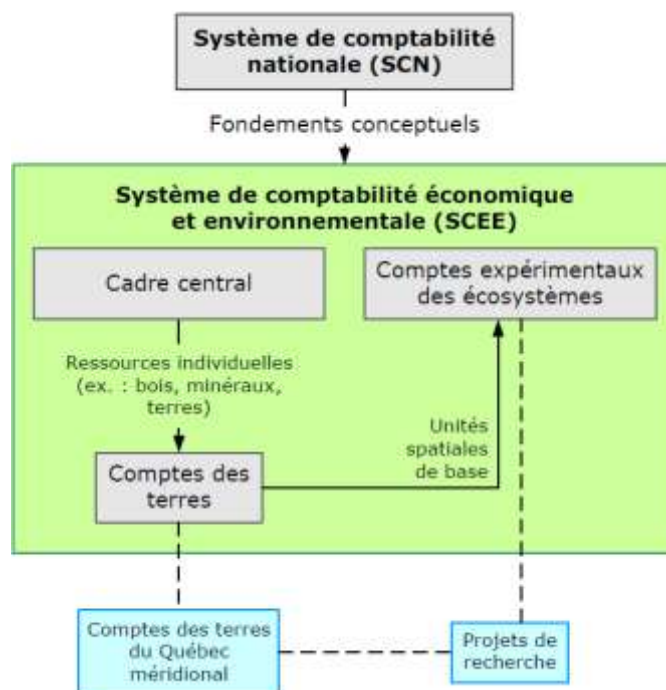 Système de comptabilité
nationale (SCN)
Fondements conceptuels
Système de comptabilité économique
et environnementale (SCEE)
Cadre central
Comptes expérimentaux
des écosystèmes
Ressources individuelles
(ex. : bois, minéraux,
terres)
Unités
spatiales
de base
Comptes des
terres
Comptes des terres
du Québec
méridional
Projets de
recherche